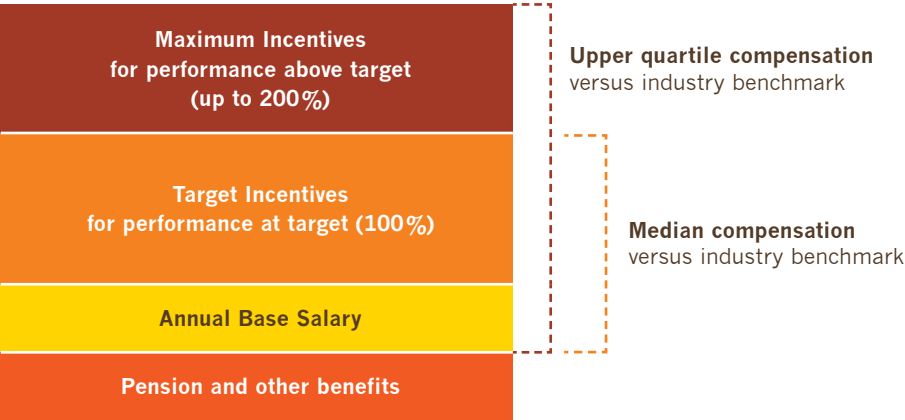 Maximum Incentives
for performance above target
(up to 200%)
Upper quartile compensation
versus industry benchmark
Target Incentives
for performance at target (100%)
Median compensation
versus industry benchmark
Annual Base Salary
Pension and other benefits